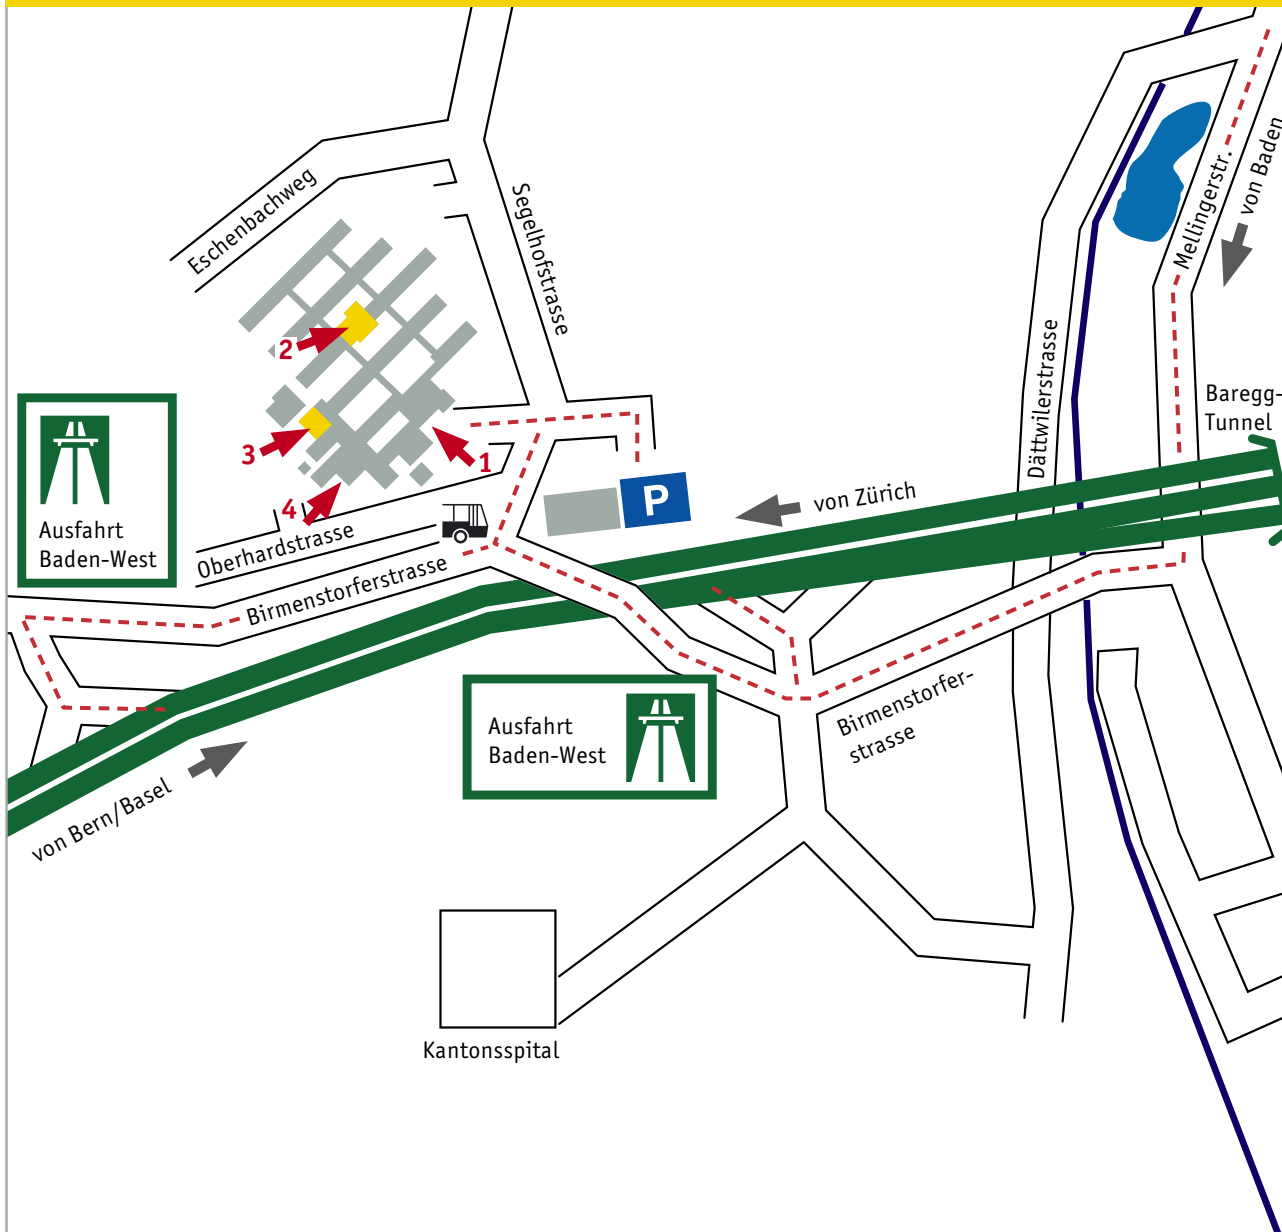 Eschenbachweg
Segelhofstrasse
Mellingerstr.
von Baden
Dättwilerstrasse
Baregg-
Tunnel
2
3
1
4
P
von Zürich
Ausfahrt
Baden-West
Oberhardstrasse
Birmenstorferstrasse
Ausfahrt
Baden-West
Birmenstorfer-
strasse
von Bern/Basel
Kantonsspital